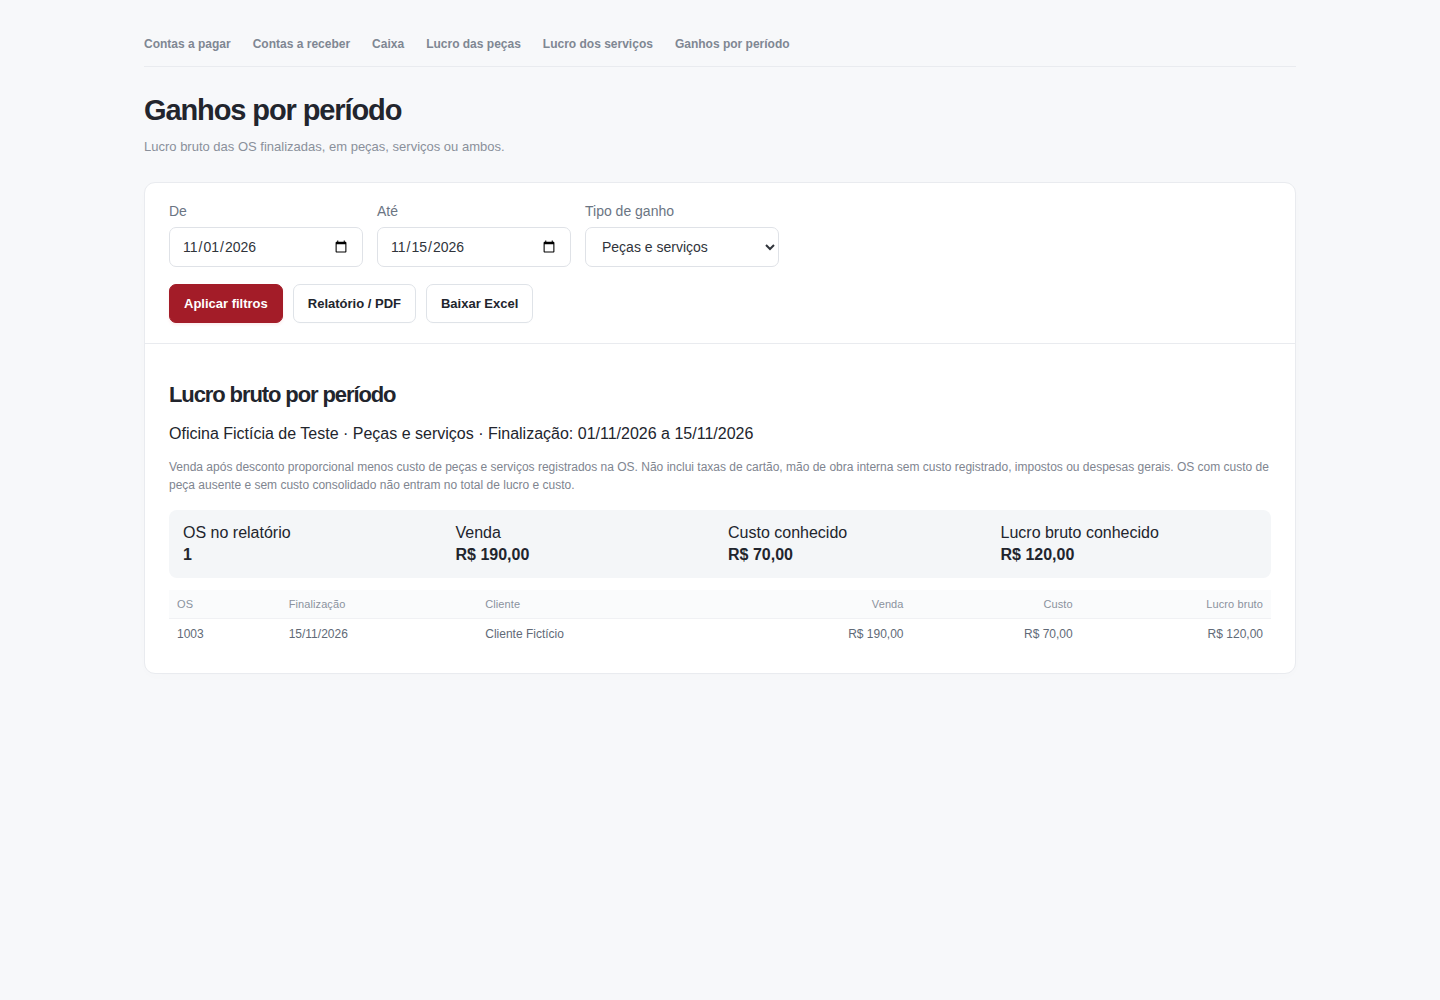 Contas a pagar Contas a receber Caixa Lucro das peças Lucro dos serviços Ganhos por período
Ganhos por período
Lucro bruto das OS finalizadas, em peças, serviços ou ambos.
De Até Tipo de ganho
11/01/2026 11/15/2026 Peças e serviços
Aplicar filtros Relatório / PDF Baixar Excel
Lucro bruto por período
Oficina Fictícia de Teste · Peças e serviços · Finalização: 01/11/2026 a 15/11/2026
Venda após desconto proporcional menos custo de peças e serviços registrados na OS. Não inclui taxas de cartão, mão de obra interna sem custo registrado, impostos ou despesas gerais. OS com custo de
peça ausente e sem custo consolidado não entram no total de lucro e custo.
OS no relatório Venda Custo conhecido Lucro bruto conhecido
1 R$ 190,00 R$ 70,00 R$ 120,00
OS Finalização Cliente Venda Custo Lucro bruto
1003 15/11/2026 Cliente Fictício R$ 190,00 R$ 70,00 R$ 120,00